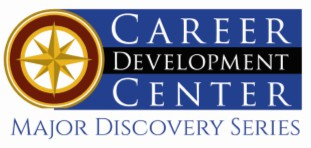 CAREER
DEVELOPMENT
CENTER
MAJOR DISCOVERY SERIES